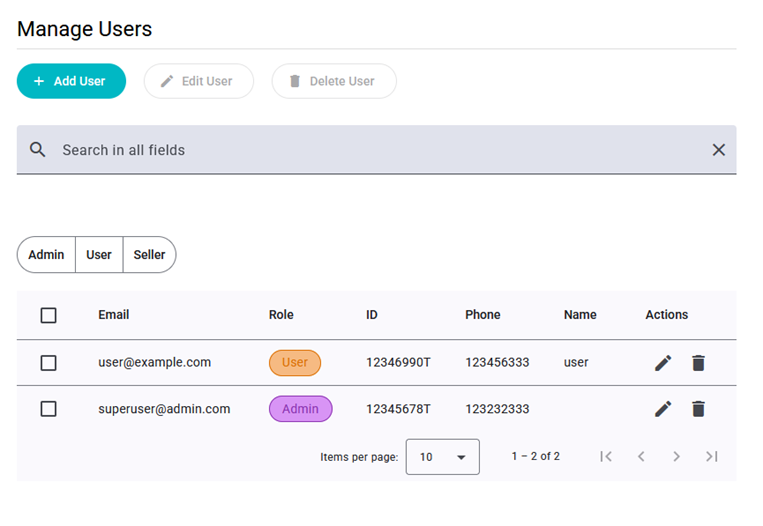 Manage Users
Add User Edit User Delete User
Search in all fields
Admin User Seller
Email Role ID Phone Name Actions
user@example.com User 12346990T 123456333 user
superuser@admin.com Admin 12345678T 123232333
Items per page: 10 1 – 2 of 2